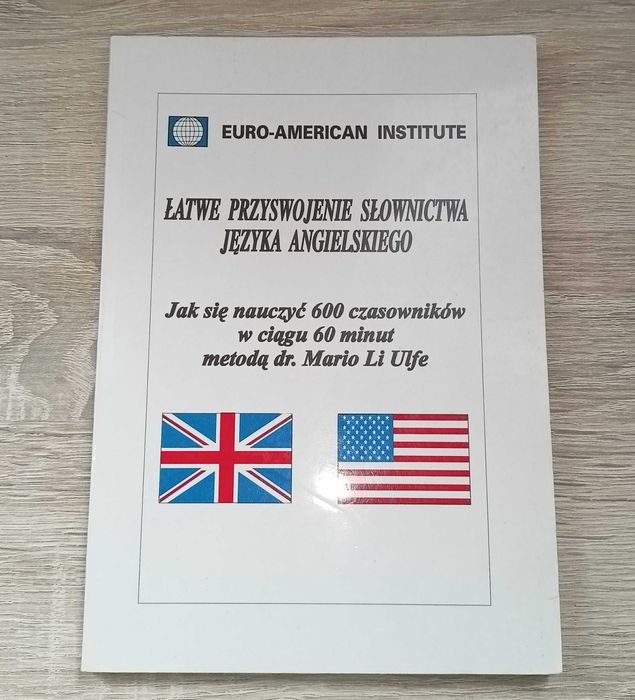 EURO-AMERICAN INSTITUTE
ŁATWE PRZYSWOJENIE SŁOWNICTWA
JĘZYKA ANGIELSKIEGO
Jak się nauczyć 600 czasowników
w ciągu 60 minut
metodą dr. Mario Li Ulfe